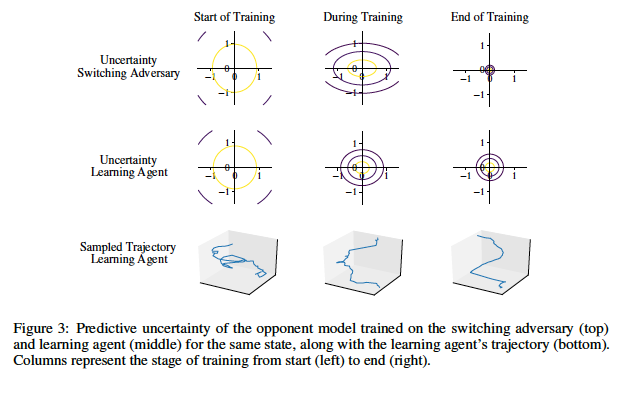 Start of Training During Training End of Training
Uncertainty
Switching Adversary
1 0 −1 0 1 −1
1 0 −1 0 1 −1
1 0 −1 0 1 −1
Uncertainty
Learning Agent
1 0 −1 0 1 −1
1 0 −1 0 1 −1
1 0 −1 0 1 −1
Sampled Trajectory
Learning Agent
Figure 3: Predictive uncertainty of the opponent model trained on the switching adversary (top)
and learning agent (middle) for the same state, along with the learning agent's trajectory (bottom).
Columns represent the stage of training from start (left) to end (right).